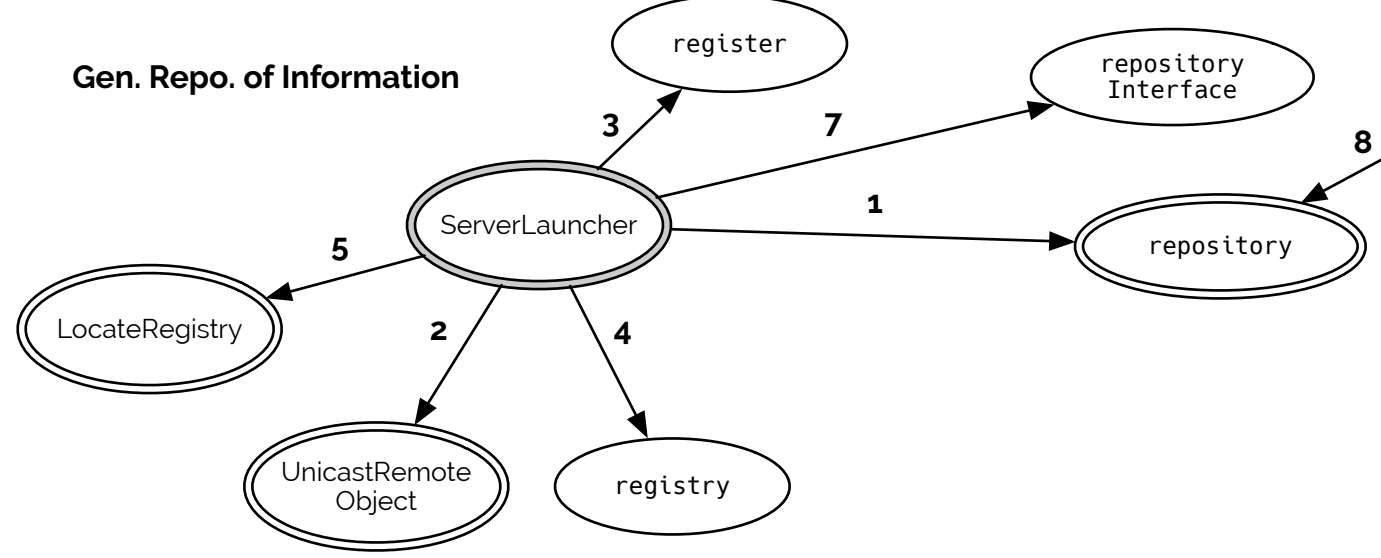 register
Gen. Repo. of Information
repository
Interface
3
7
8
1
ServerLauncher
repository
5
LocateRegistry
2
4
UnicastRemote
Object
registry